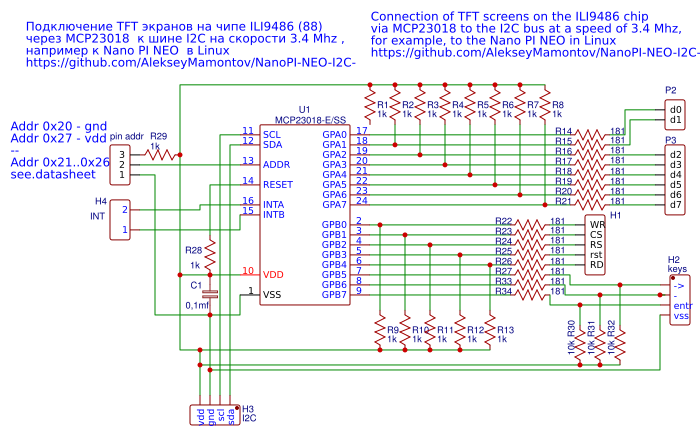 Подключение TFT экранов на чипе ILI9486 (88)
через MCP23018 к шине I2C на скорости 3.4 Mhz ,
например к Nano PI NEO в Linux
https://github.com/AlekseyMamontov/NanoPI-NEO-I2C-
Connection of TFT screens on the ILI9486 chip
via MCP23018 to the I2C bus at a speed of 3.4 Mhz,
for example, to the Nano PI NEO in Linux
https://github.com/AlekseyMamontov/NanoPI-NEO-I2C-
Addr 0x20 - gnd
Addr 0x27 - vdd
--
Addr 0x21..0x26
see.datasheet
pin addr
3
2
1
R29
1k
H4
INT
2
1
U1
MCP23018-E/SS
11 SCL
12 SDA
13 ADDR
14 RESET
16 INTA
15 INTB
10 VDD
1 VSS
GPA0 17
GPA1 18
GPA2 19
GPA3 20
GPA4 21
GPA5 22
GPA6 23
GPA7 24
GPB0 2
GPB1 3
GPB2 4
GPB3 5
GPB4 6
GPB5 7
GPB6 8
GPB7 9
R1 R2 R3 R4 R5 R6 R7 R8
1k 1k 1k 1k 1k 1k 1k 1k
R14 181
R15 181
R16 181
R17 181
R18 181
R19 181
R20 181
R21 181
P2
d0
d1
P3
d2
d3
d4
d5
d6
d7
R22 181
R23 181
R24 181
R25 181
R26 181
R27 181
R33 181
R34 181
H1
WR
CS
RS
rst
RD
H2
keys
->
-
entr
vss
R28
1k
C1
0,1mf
R9 R10 R11 R12 R13
1k 1k 1k 1k 1k
10k R30
10k R31
10k R32
vdd
gnd
scl
sda
H3
I2C